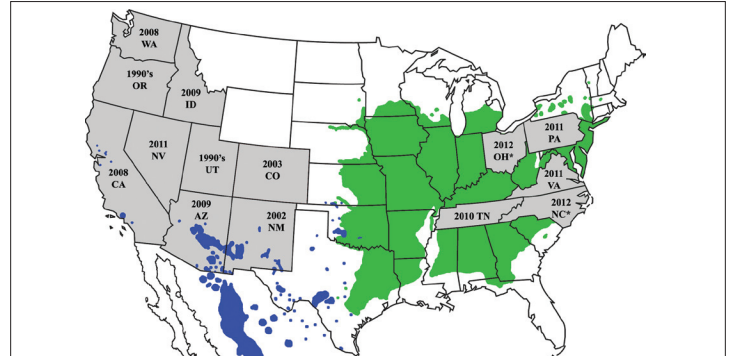 2008
WA
1990's
OR
2009
ID
2011
NV
1990's
UT
2003
CO
2008
CA
2009
AZ
2002
NM
2012
OH*
2011
PA
2011
VA
2010 TN
2012
NC*